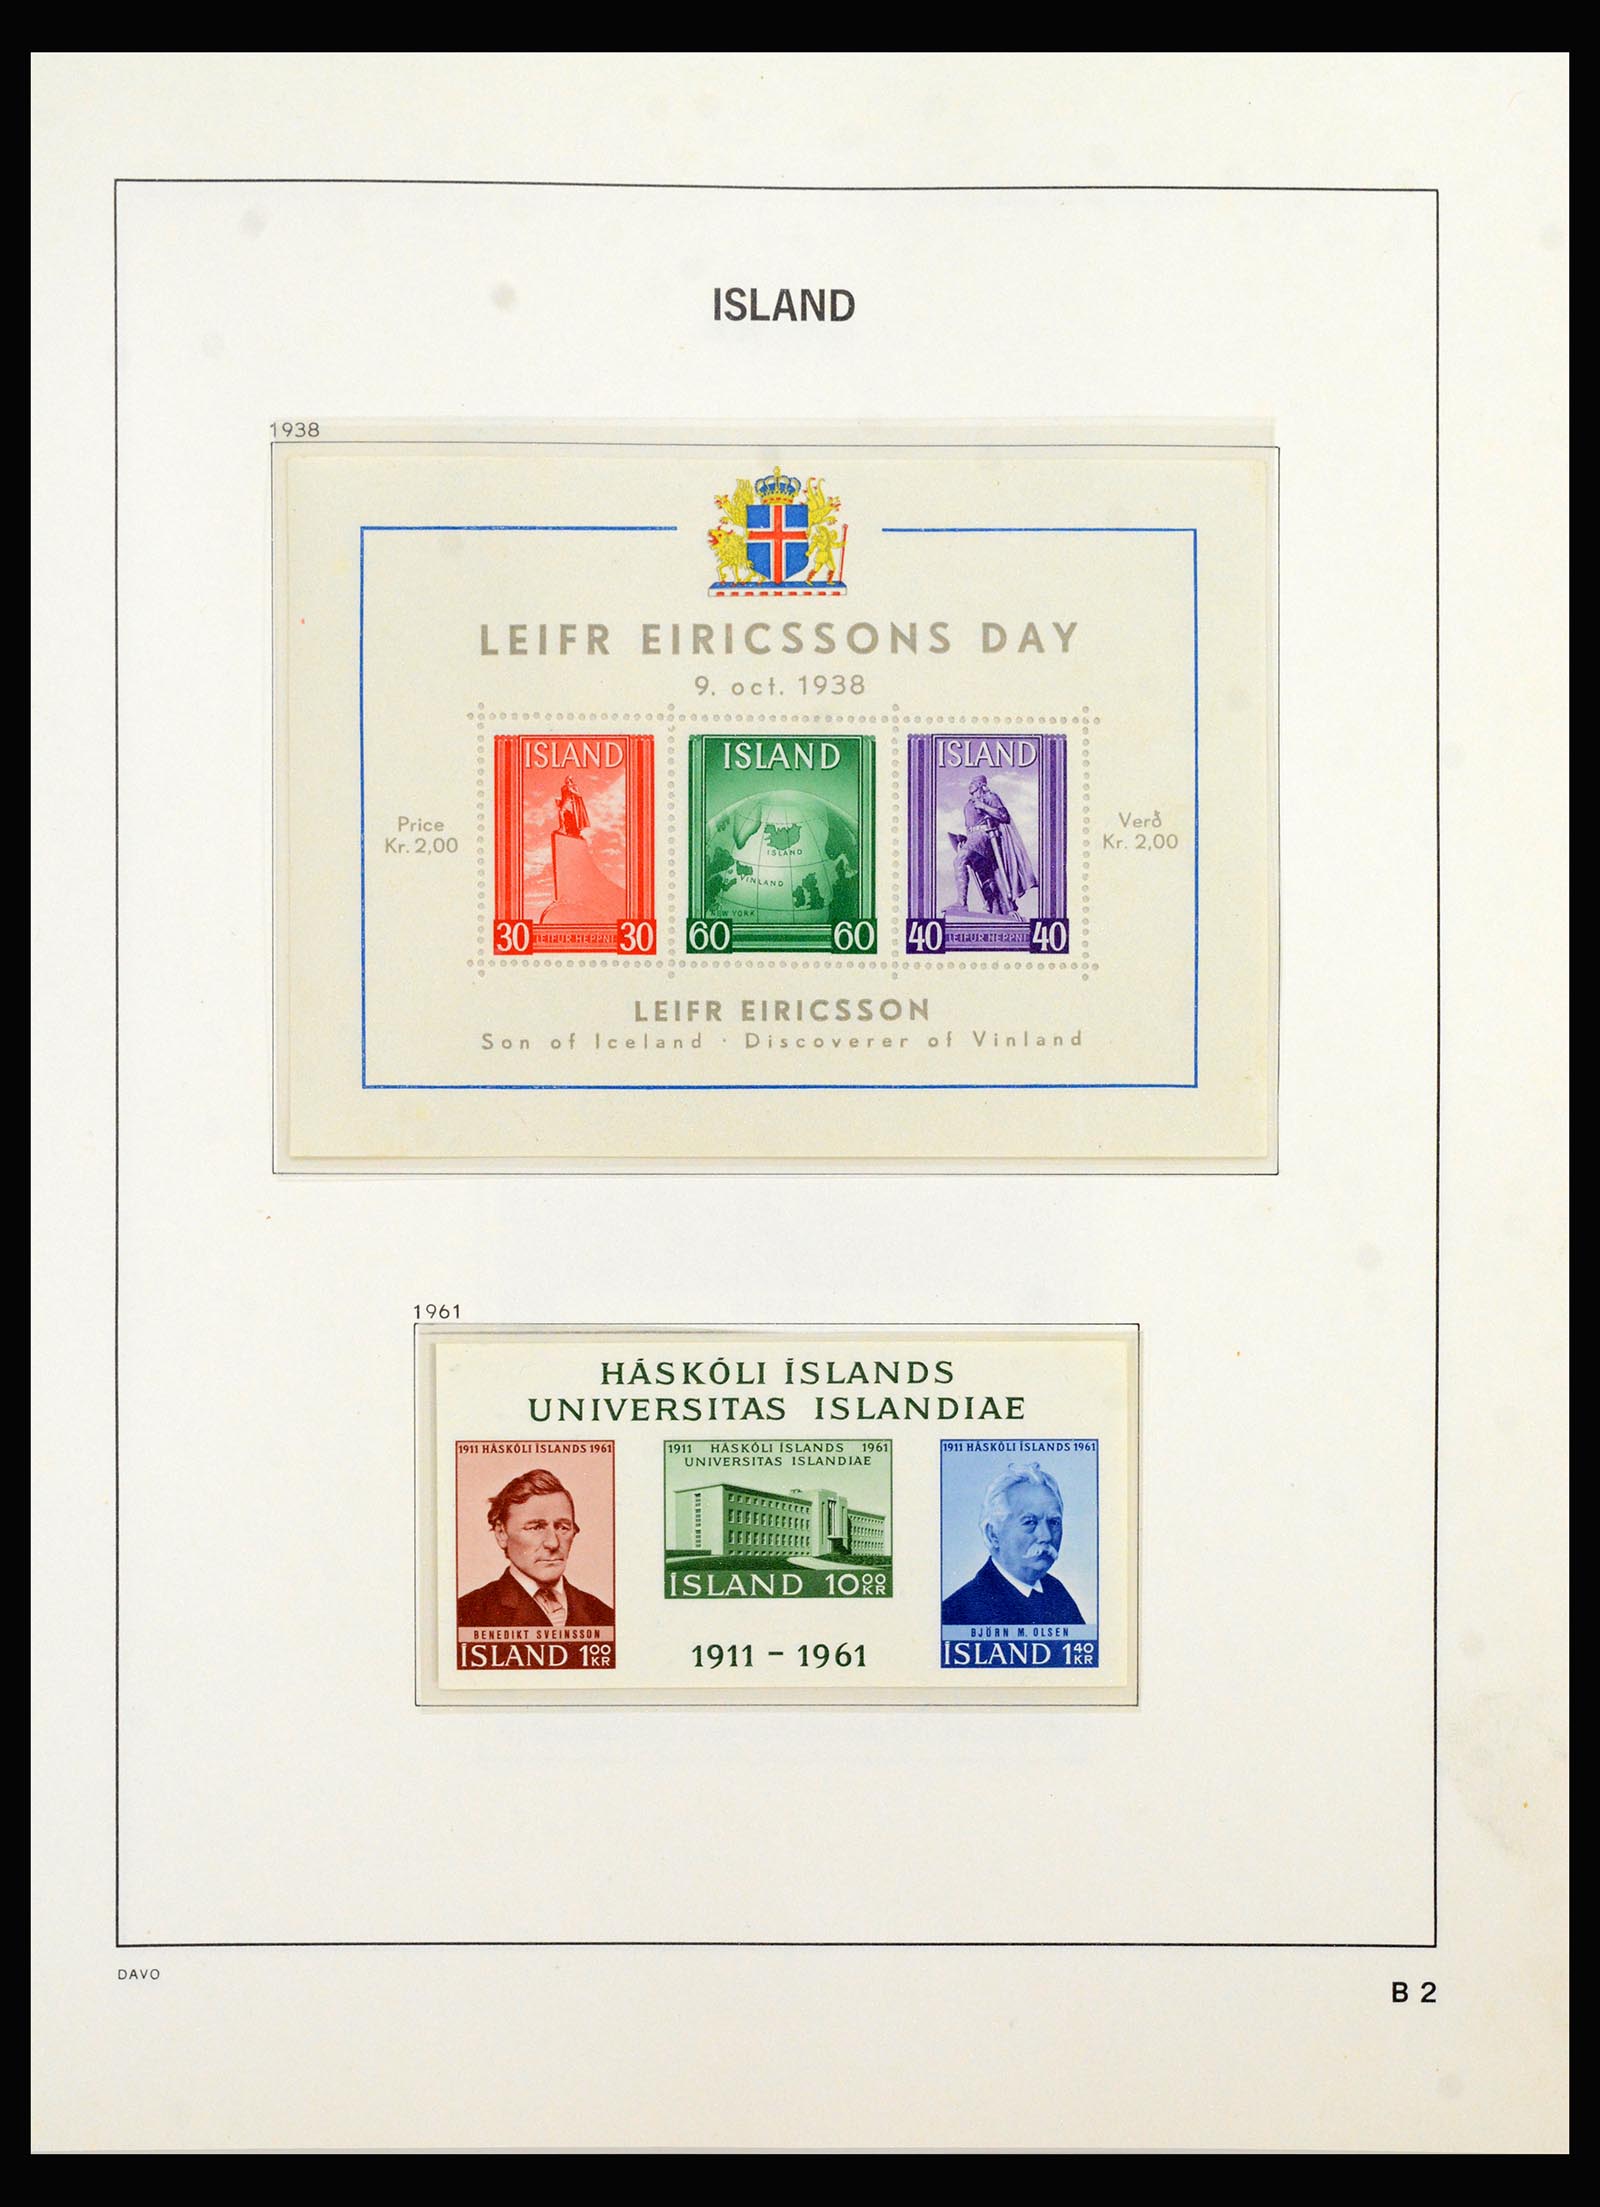 ISLAND
1938
LEIFR EIRICSSONS DAY
9. oct. 1938
Price
Kr. 2,00
ISLAND
LEIFUR HEPPNI
30 30
ISLAND
ISLAND
VINLAND
NEW YORK
60 60
ISLAND
LEIFUR HEPPNI
40 40
Verð
Kr. 2,00
LEIFR EIRICSSON
Son of Iceland · Discoverer of Vinland
1961
HÁSKÓLI ÍSLANDS
UNIVERSITAS ISLANDIAE
1911 HÁSKÓLI ÍSLANDS 1961
BENEDIKT SVEINSSON
ÍSLAND 100 KR
1911 HÁSKÓLI ÍSLANDS 1961
UNIVERSITAS ISLANDIAE
ÍSLAND 10 00 KR
1911 HÁSKÓLI ÍSLANDS 1961
BJÖRN M. OLSEN
ÍSLAND 1 40 KR
1911 – 1961
DAVO
B 2